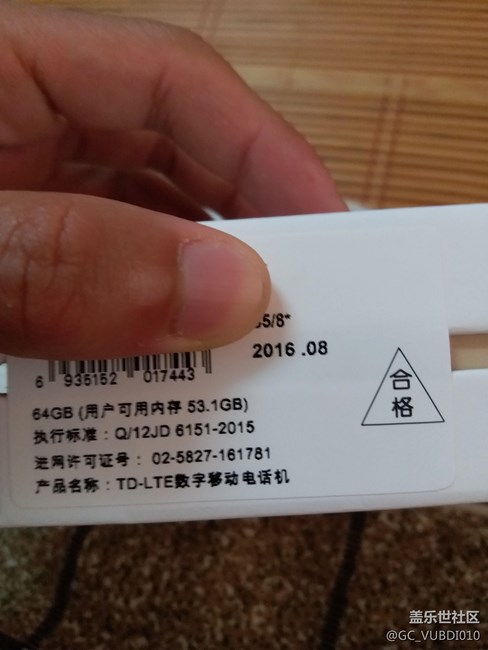 5/8*
2016 .08
6 935152 017443
64GB (用户可用内存 53.1GB)
执行标准：Q/12JD 6151-2015
进网许可证号： 02-5827-161781
产品名称：TD-LTE数字移动电话机
合格
盖乐世社区
@GC_VUBDI010